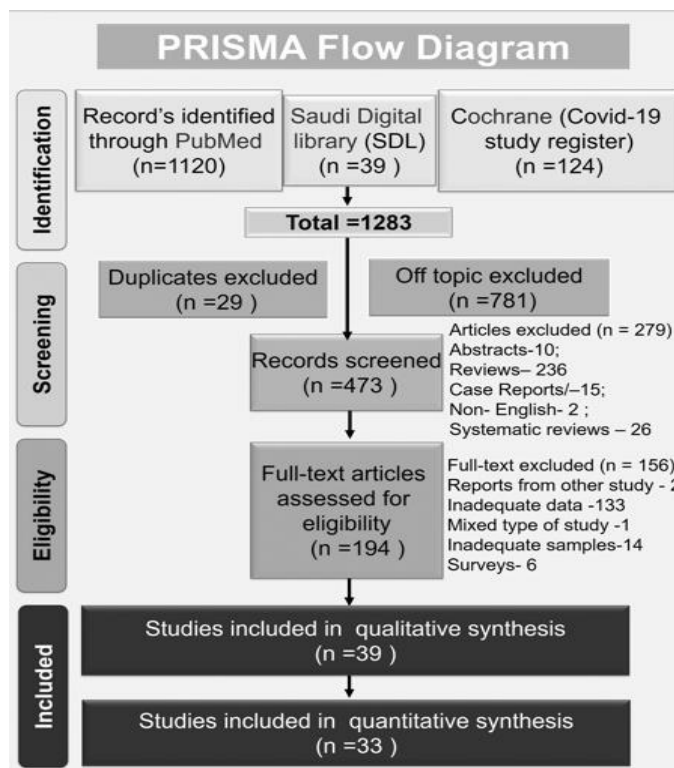 PRISMA Flow Diagram
Identification
Record's identified
through PubMed
(n=1120)
Saudi Digital
library (SDL)
(n =39 )
Cochrane (Covid-19
study register)
(n =124)
Total =1283
Screening
Duplicates excluded
(n =29 )
Off topic excluded
(n =781)
Records screened
(n =473)
Articles excluded (n = 279)
Abstracts-10;
Reviews– 236
Case Reports/–15;
Non- English- 2 ;
Systematic reviews – 26
Eligibility
Full-text articles
assessed for
eligibility
(n =194 )
Full-text excluded (n = 156)
Reports from other study - 2
Inadequate data -133
Mixed type of study -1
Inadequate samples-14
Surveys- 6
Included
Studies included in qualitative synthesis
(n =39 )
Studies included in quantitative synthesis
(n =33 )